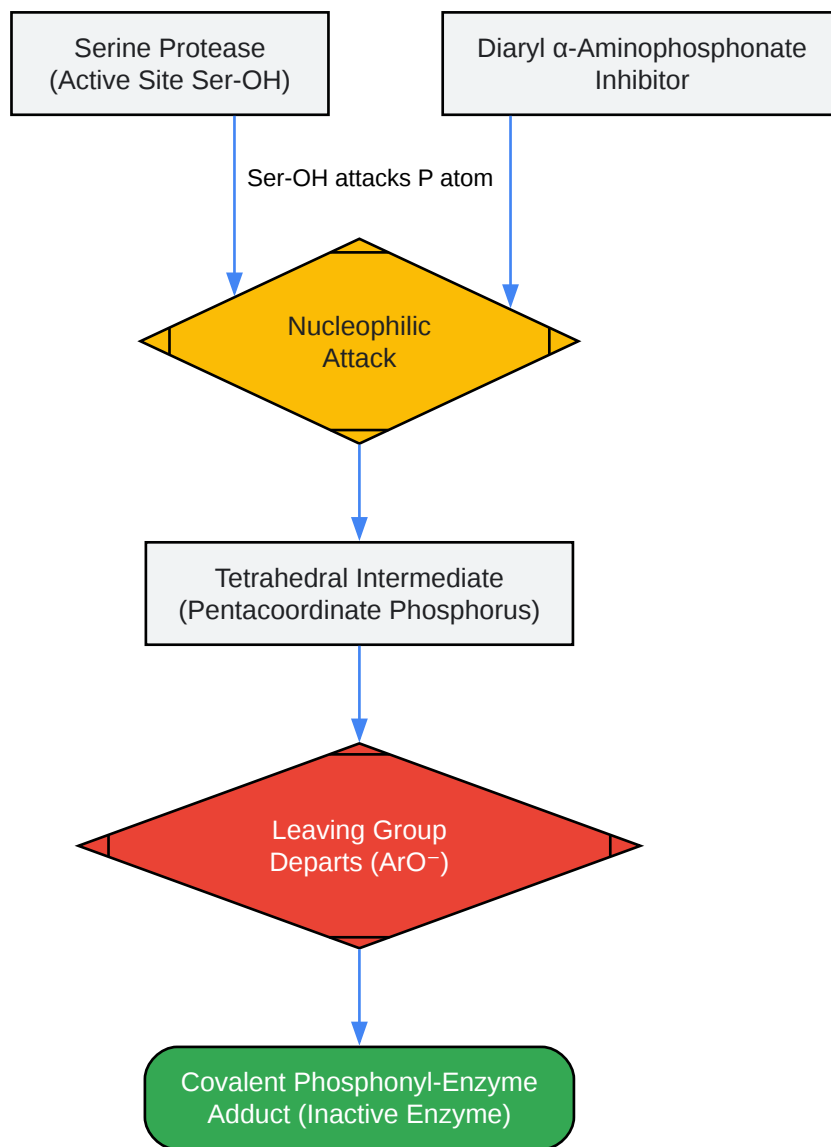 Serine Protease
(Active Site Ser-OH)
Diaryl α-Aminophosphonate
Inhibitor
Ser-OH attacks P atom
Nucleophilic
Attack
Tetrahedral Intermediate
(Pentacoordinate Phosphorus)
Leaving Group
Departs (ArO⁻)
Covalent Phosphonyl-Enzyme
Adduct (Inactive Enzyme)